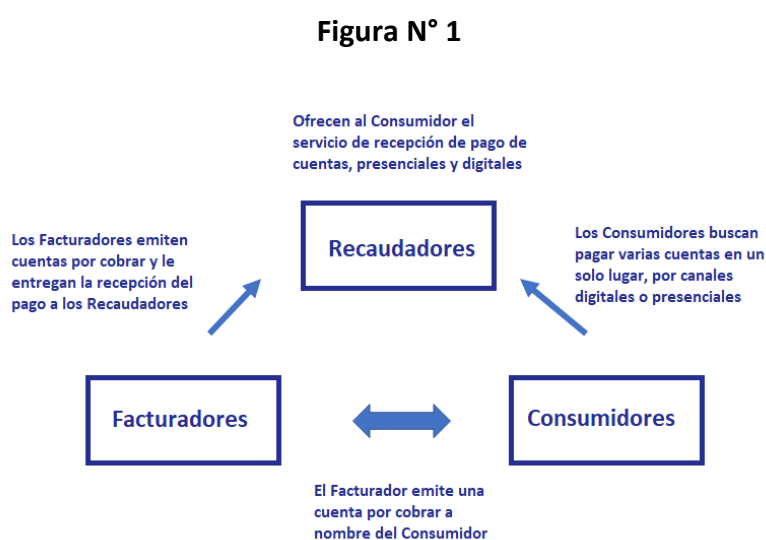 Figura N° 1
Ofrecen al Consumidor el
servicio de recepción de pago de
cuentas, presenciales y digitales
Recaudadores
Los Facturadores emiten
cuentas por cobrar y le
entregan la recepción del
pago a los Recaudadores
Los Consumidores buscan
pagar varias cuentas en un
solo lugar, por canales
digitales o presenciales
Facturadores
Consumidores
El Facturador emite una
cuenta por cobrar a
nombre del Consumidor